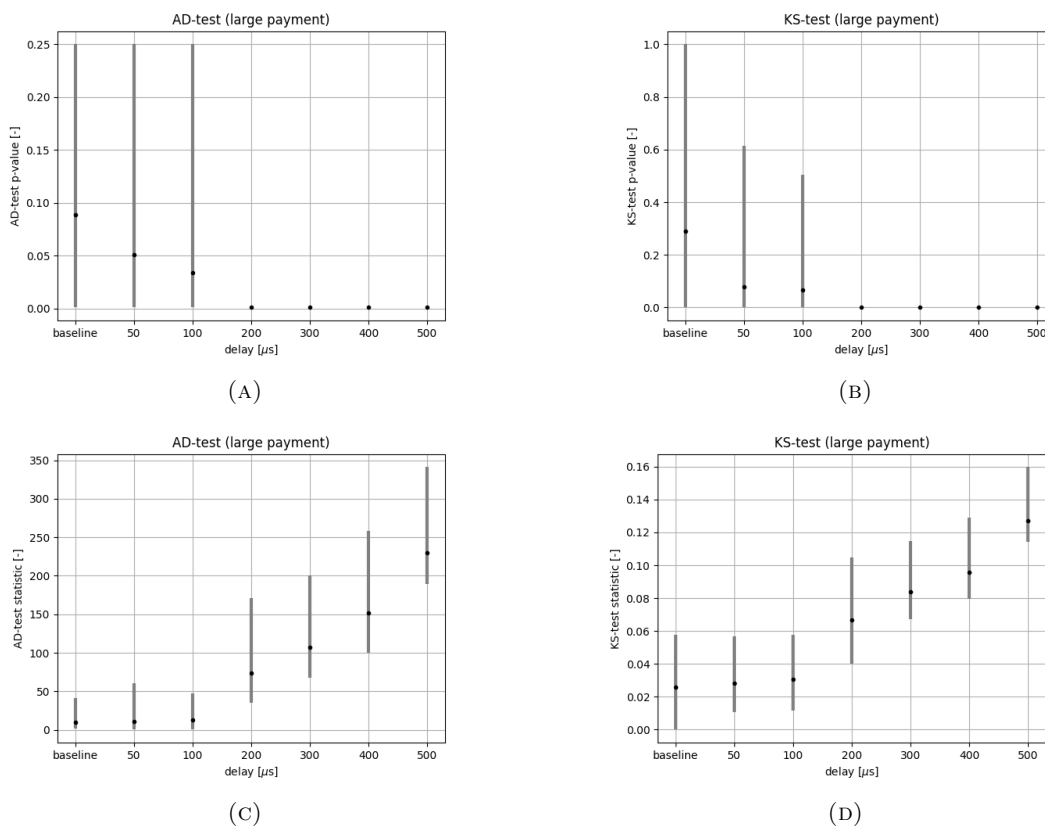 AD-test (large payment)
AD-test p-value [-]
0.25
0.20
0.15
0.10
0.05
0.00
baseline 50 100 200 300 400 500
delay [μs]
(A)
KS-test (large payment)
KS-test p-value [-]
1.0
0.8
0.6
0.4
0.2
0.0
baseline 50 100 200 300 400 500
delay [μs]
(B)
AD-test (large payment)
AD-test statistic [-]
350
300
250
200
150
100
50
0
baseline 50 100 200 300 400 500
delay [μs]
(C)
KS-test (large payment)
KS-test statistic [-]
0.16
0.14
0.12
0.10
0.08
0.06
0.04
0.02
0.00
baseline 50 100 200 300 400 500
delay [μs]
(D)